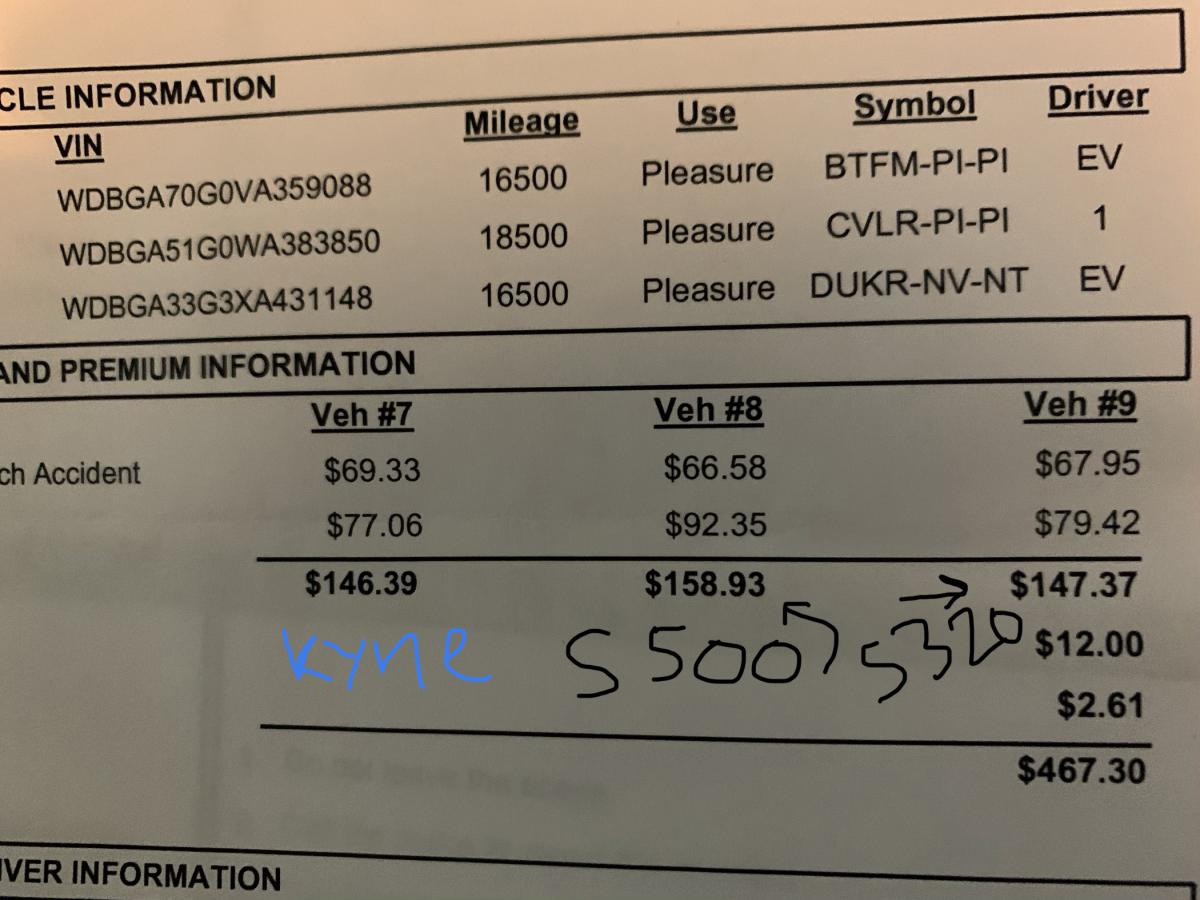 CLE INFORMATION
VIN Mileage Use Symbol Driver
WDBGA70G0VA359088 16500 Pleasure BTFM-PI-PI EV
WDBGA51G0WA383850 18500 Pleasure CVLR-PI-PI 1
WDBGA33G3XA431148 16500 Pleasure DUKR-NV-NT EV
AND PREMIUM INFORMATION
Veh #7 Veh #8 Veh #9
ch Accident $69.33 $66.58 $67.95
$77.06 $92.35 $79.42
$146.39 $158.93 $147.37
kyne S500 S320 $12.00
$2.61
$467.30
IVER INFORMATION